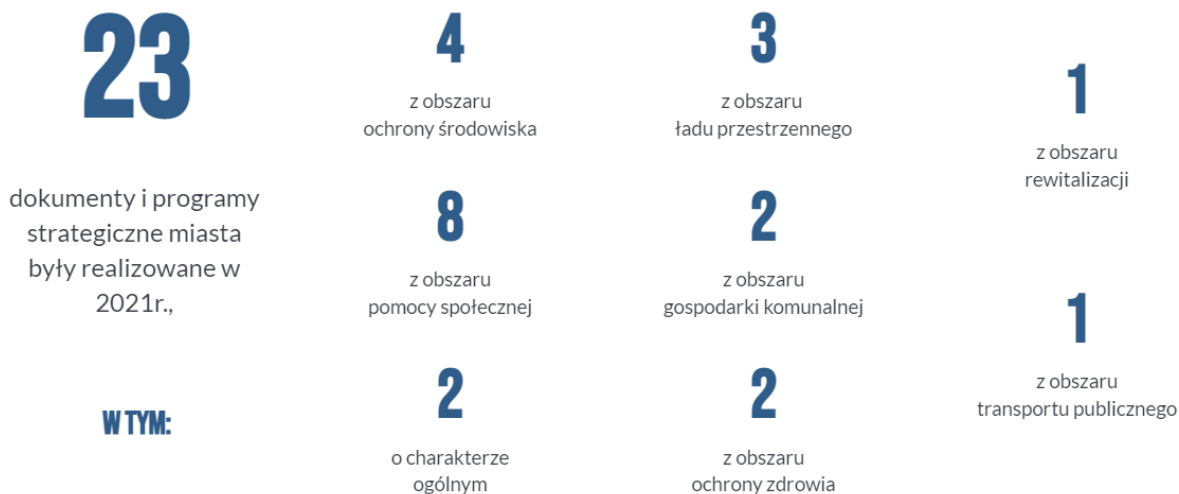 23
dokumenty i programy
strategiczne miasta
były realizowane w
2021r.,
W TYM:
4
z obszaru
ochrony środowiska
8
z obszaru
pomocy społecznej
2
o charakterze
ogólnym
3
z obszaru
ładu przestrzennego
2
z obszaru
gospodarki komunalnej
2
z obszaru
ochrony zdrowia
1
z obszaru
rewitalizacji
1
z obszaru
transportu publicznego